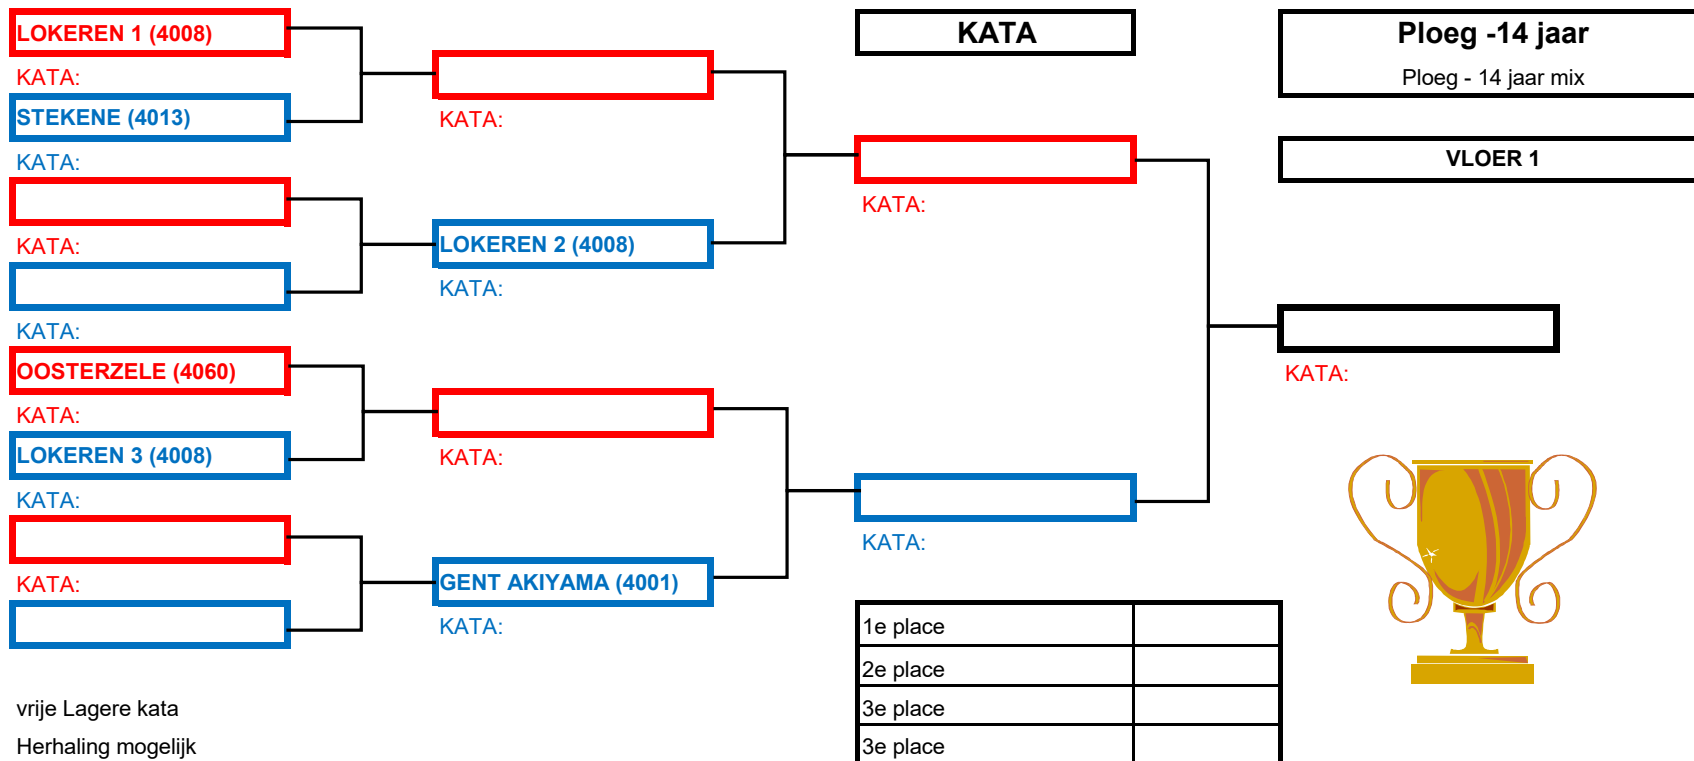 LOKEREN 1 (4008)
KATA:
STEKENE (4013)
KATA:
KATA:
KATA:
OOSTERZELE (4060)
KATA:
LOKEREN 3 (4008)
KATA:
KATA:
vrije Lagere kata
Herhaling mogelijk
KATA:
LOKEREN 2 (4008)
KATA:
KATA:
GENT AKIYAMA (4001)
KATA:
KATA
KATA:
KATA:
1e place
2e place
3e place
3e place
Ploeg -14 jaar
Ploeg - 14 jaar mix
VLOER 1
KATA: